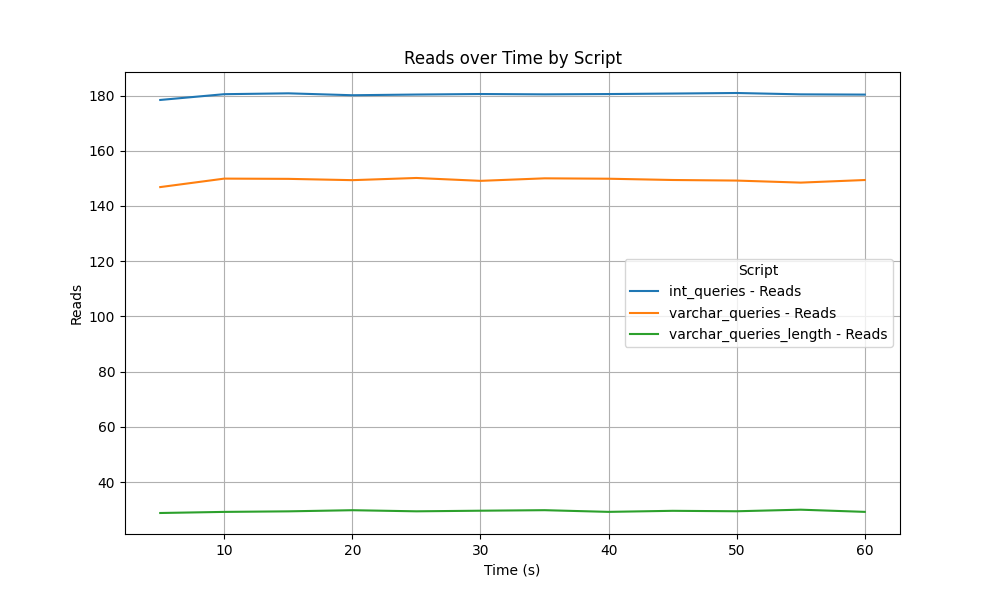 Reads over Time by Script
Reads
180
160
140
120
100
80
60
40
Script
int_queries - Reads
varchar_queries - Reads
varchar_queries_length - Reads
10 20 30 40 50 60
Time (s)